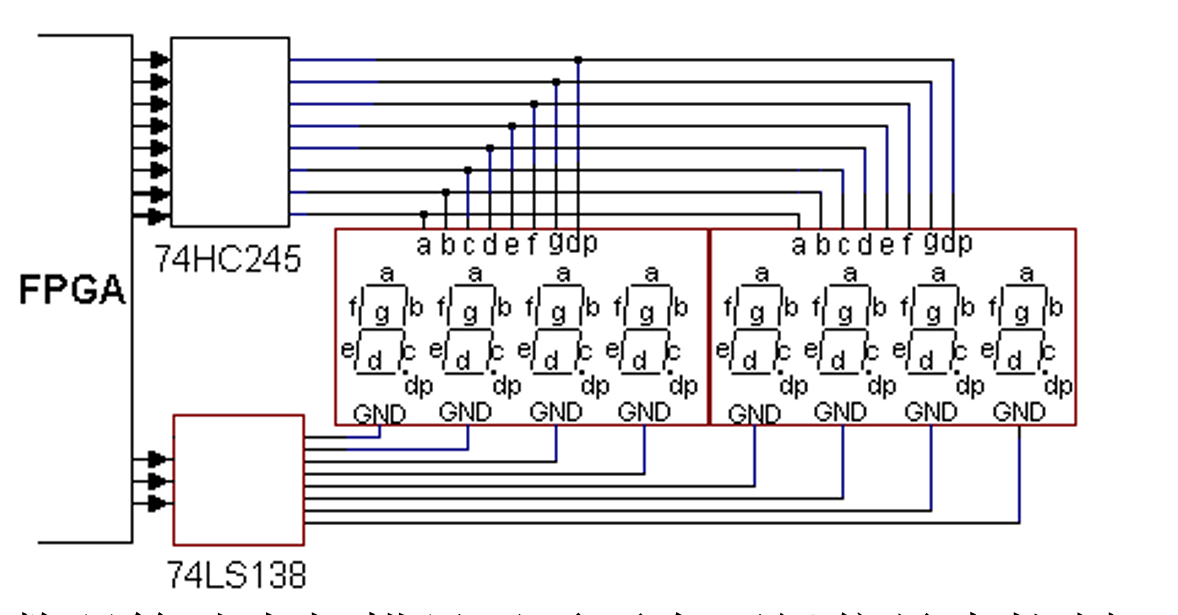 a b c d e f g dp
a b c d e f g dp
74HC245
FPGA
a a a a a a a a
f g b f g b f g b f g b f g b f g b f g b f g b
e d c e d c e d c e d c e d c e d c e d c e d c
dp dp dp dp dp dp dp dp
GND GND GND GND GND GND GND GND
74LS138